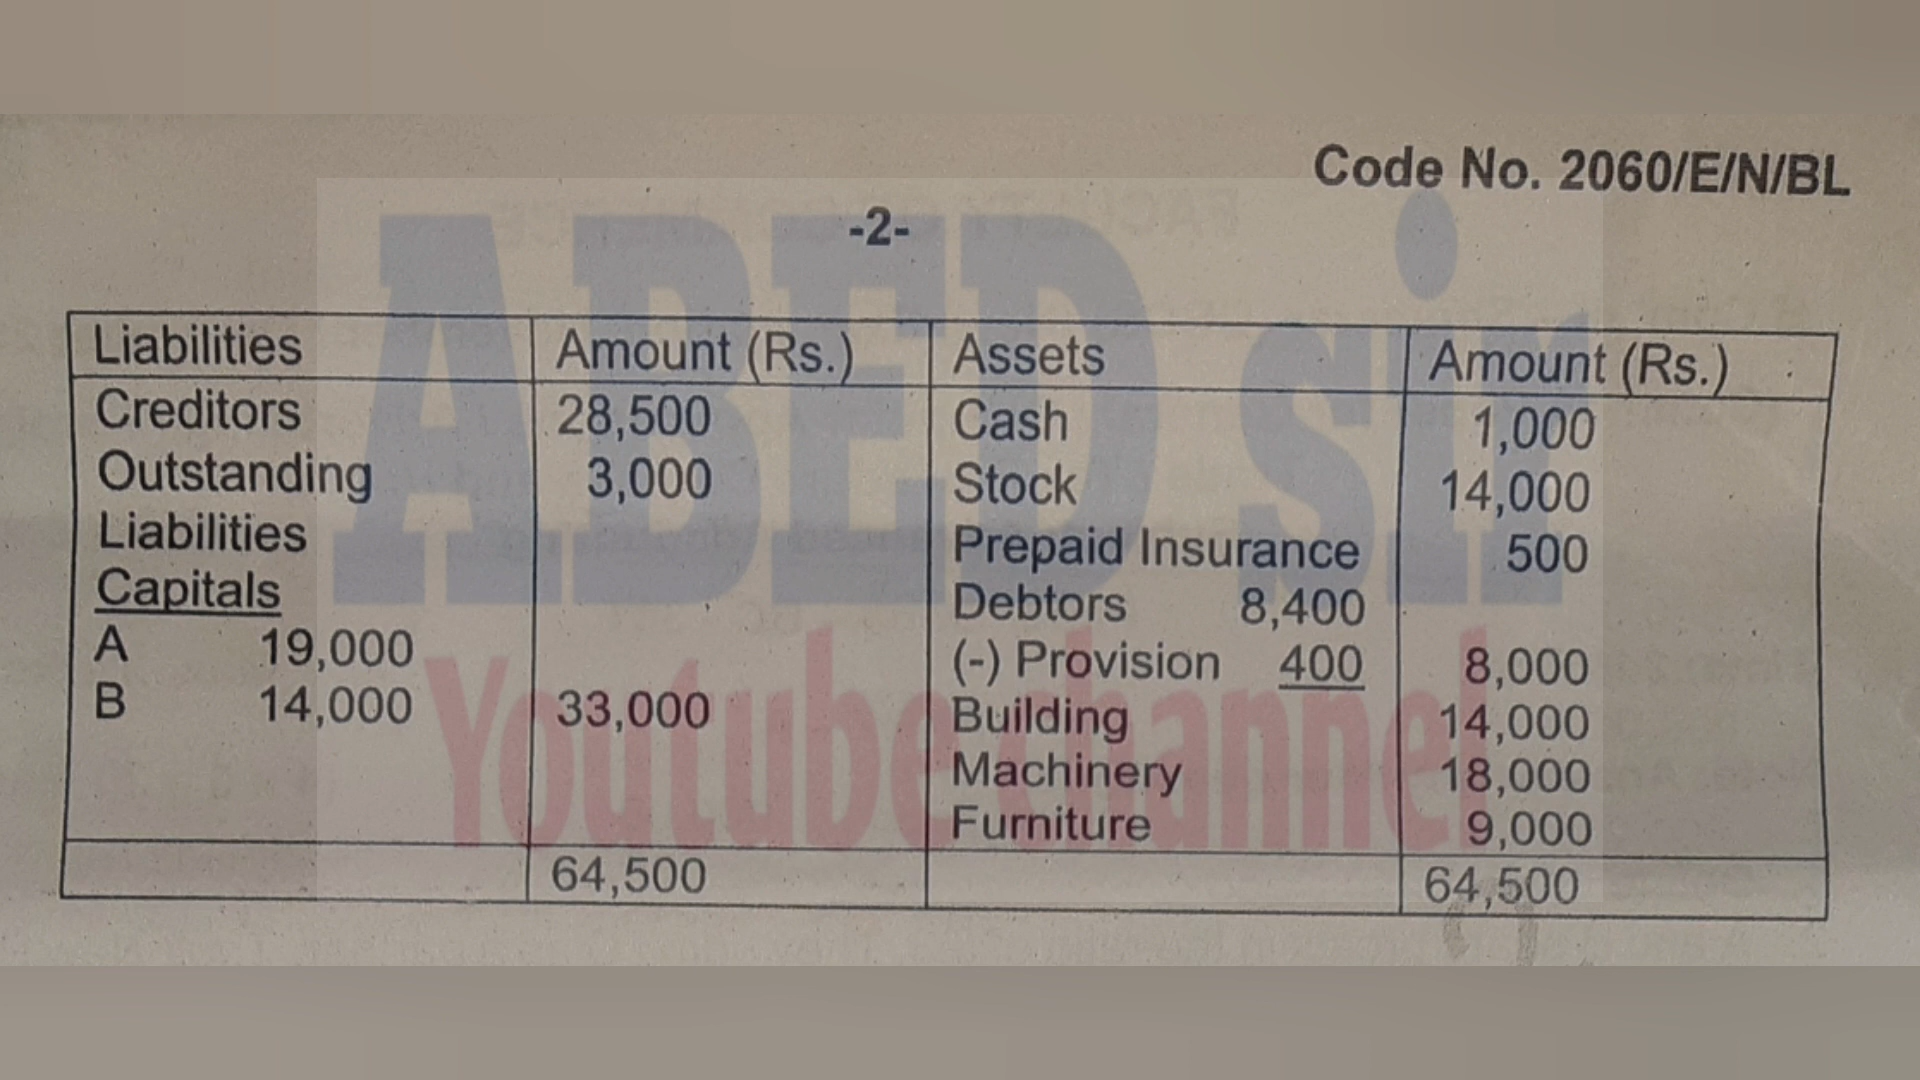 Code No. 2060/E/N/BL
-2-
Liabilities Amount (Rs.) Assets Amount (Rs.)
Creditors 28,500 Cash 1,000
Outstanding 3,000 Stock 14,000
Liabilities Prepaid Insurance 500
Capitals Debtors 8,400
A 19,000 (-) Provision 400 8,000
B 14,000 33,000 Building 14,000
Machinery 18,000
Furniture 9,000
64,500 64,500
ABED sir
Youtube channel